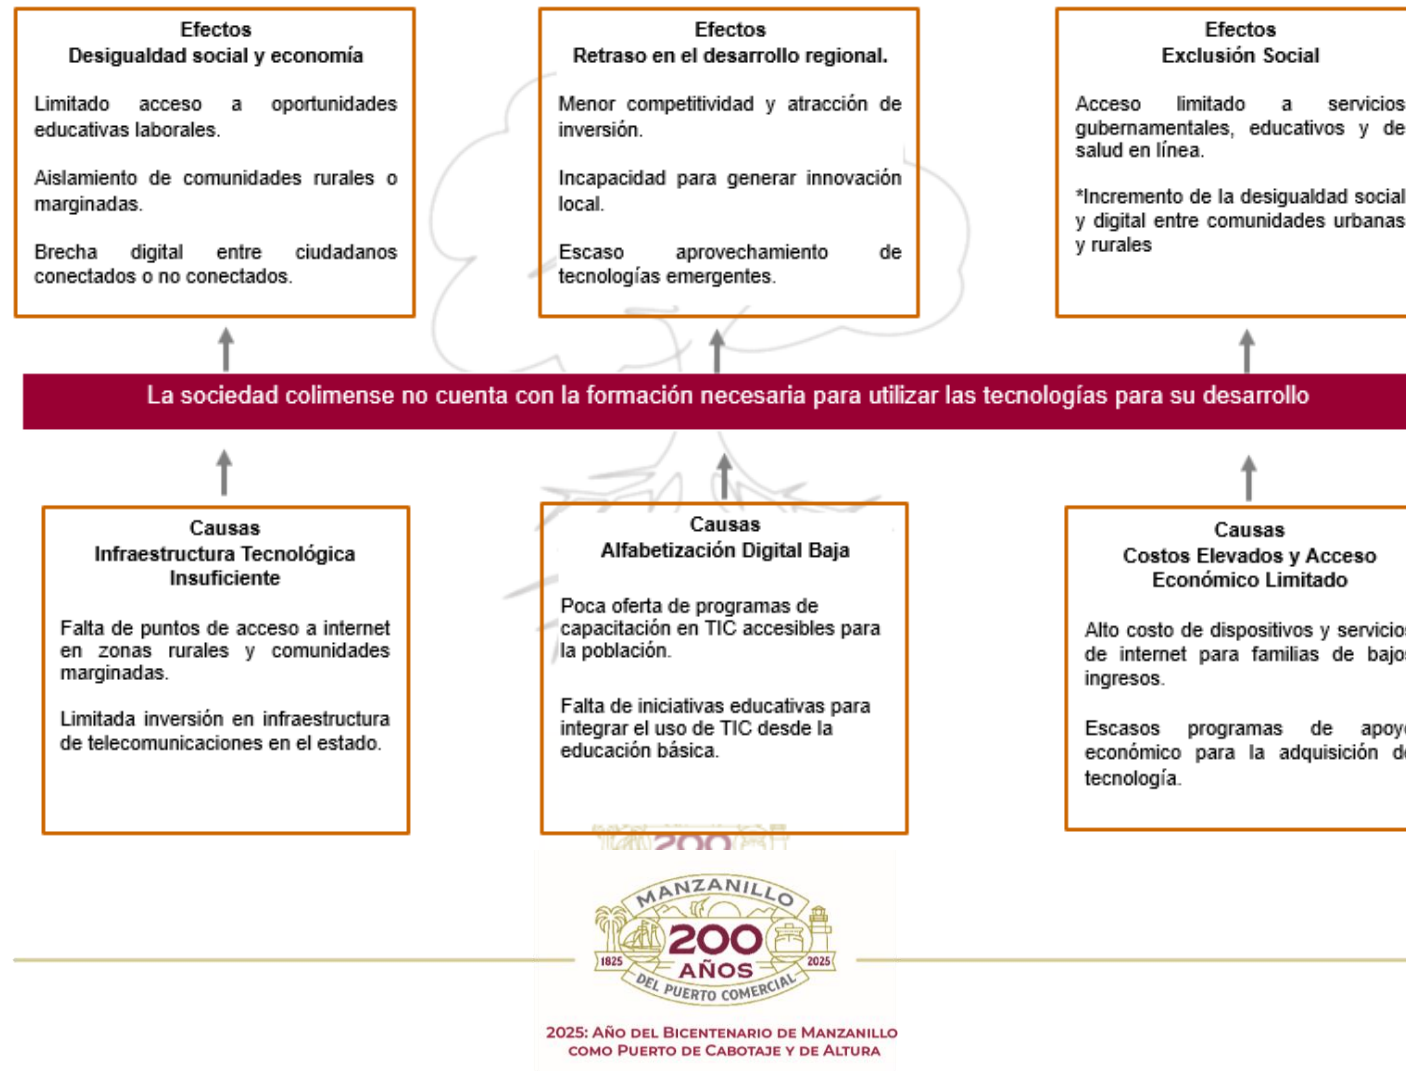 Efectos
Desigualdad social y economía
Limitado acceso a oportunidades
educativas laborales.
Aislamiento de comunidades rurales o
marginadas.
Brecha digital entre ciudadanos
conectados o no conectados.
Efectos
Retraso en el desarrollo regional.
Menor competitividad y atracción de
inversión.
Incapacidad para generar innovación
local.
Escaso aprovechamiento de
tecnologías emergentes.
Efectos
Exclusión Social
Acceso limitado a servicios
gubernamentales, educativos y de
salud en línea.
*Incremento de la desigualdad social
y digital entre comunidades urbanas
y rurales
La sociedad colimense no cuenta con la formación necesaria para utilizar las tecnologías para su desarrollo
Causas
Infraestructura Tecnológica
Insuficiente
Falta de puntos de acceso a internet
en zonas rurales y comunidades
marginadas.
Limitada inversión en infraestructura
de telecomunicaciones en el estado.
Causas
Alfabetización Digital Baja
Poca oferta de programas de
capacitación en TIC accesibles para
la población.
Falta de iniciativas educativas para
integrar el uso de TIC desde la
educación básica.
Causas
Costos Elevados y Acceso
Económico Limitado
Alto costo de dispositivos y servicios
de internet para familias de bajos
ingresos.
Escasos programas de apoyo
económico para la adquisición de
tecnología.
200
MANZANILLO
200
AÑOS
1825
2025
DEL PUERTO COMERCIAL
2025: AÑO DEL BICENTENARIO DE MANZANILLO
COMO PUERTO DE CABOTAJE Y DE ALTURA